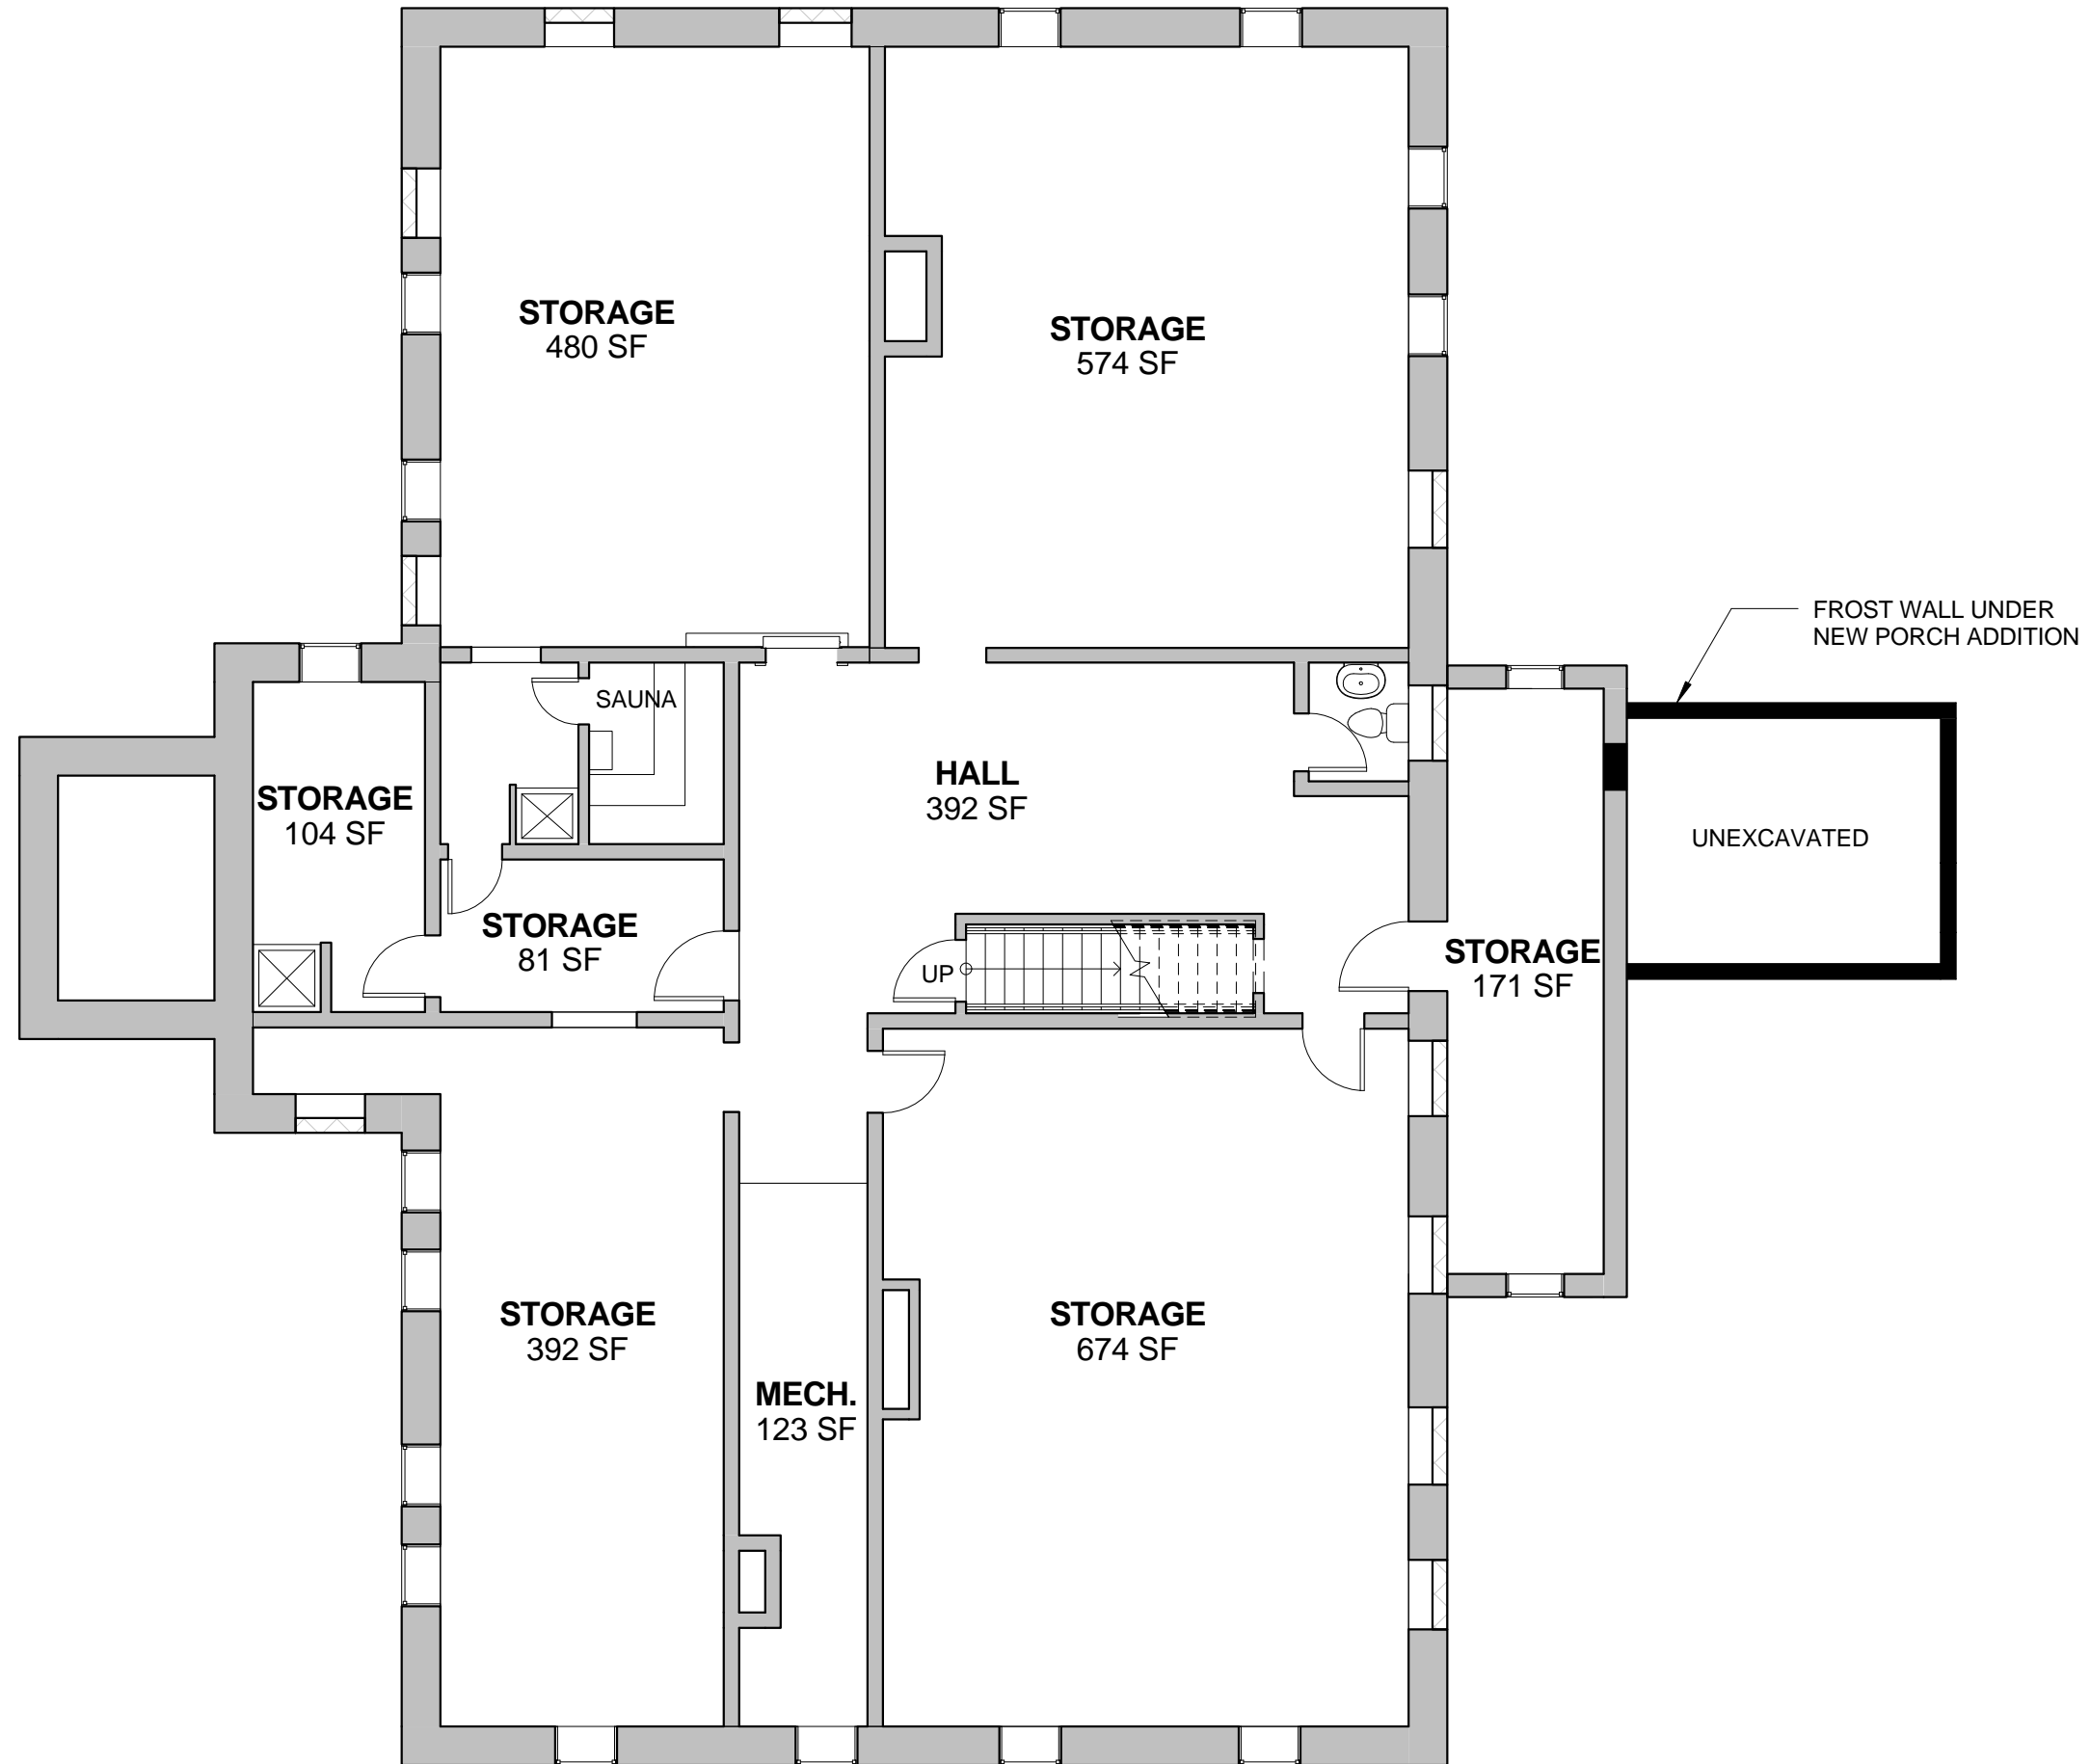 STORAGE
480 SF
STORAGE
574 SF
FROST WALL UNDER
NEW PORCH ADDITION
SAUNA
STORAGE
104 SF
HALL
392 SF
UNEXCAVATED
STORAGE
81 SF
UP
STORAGE
171 SF
STORAGE
392 SF
STORAGE
674 SF
MECH.
123 SF